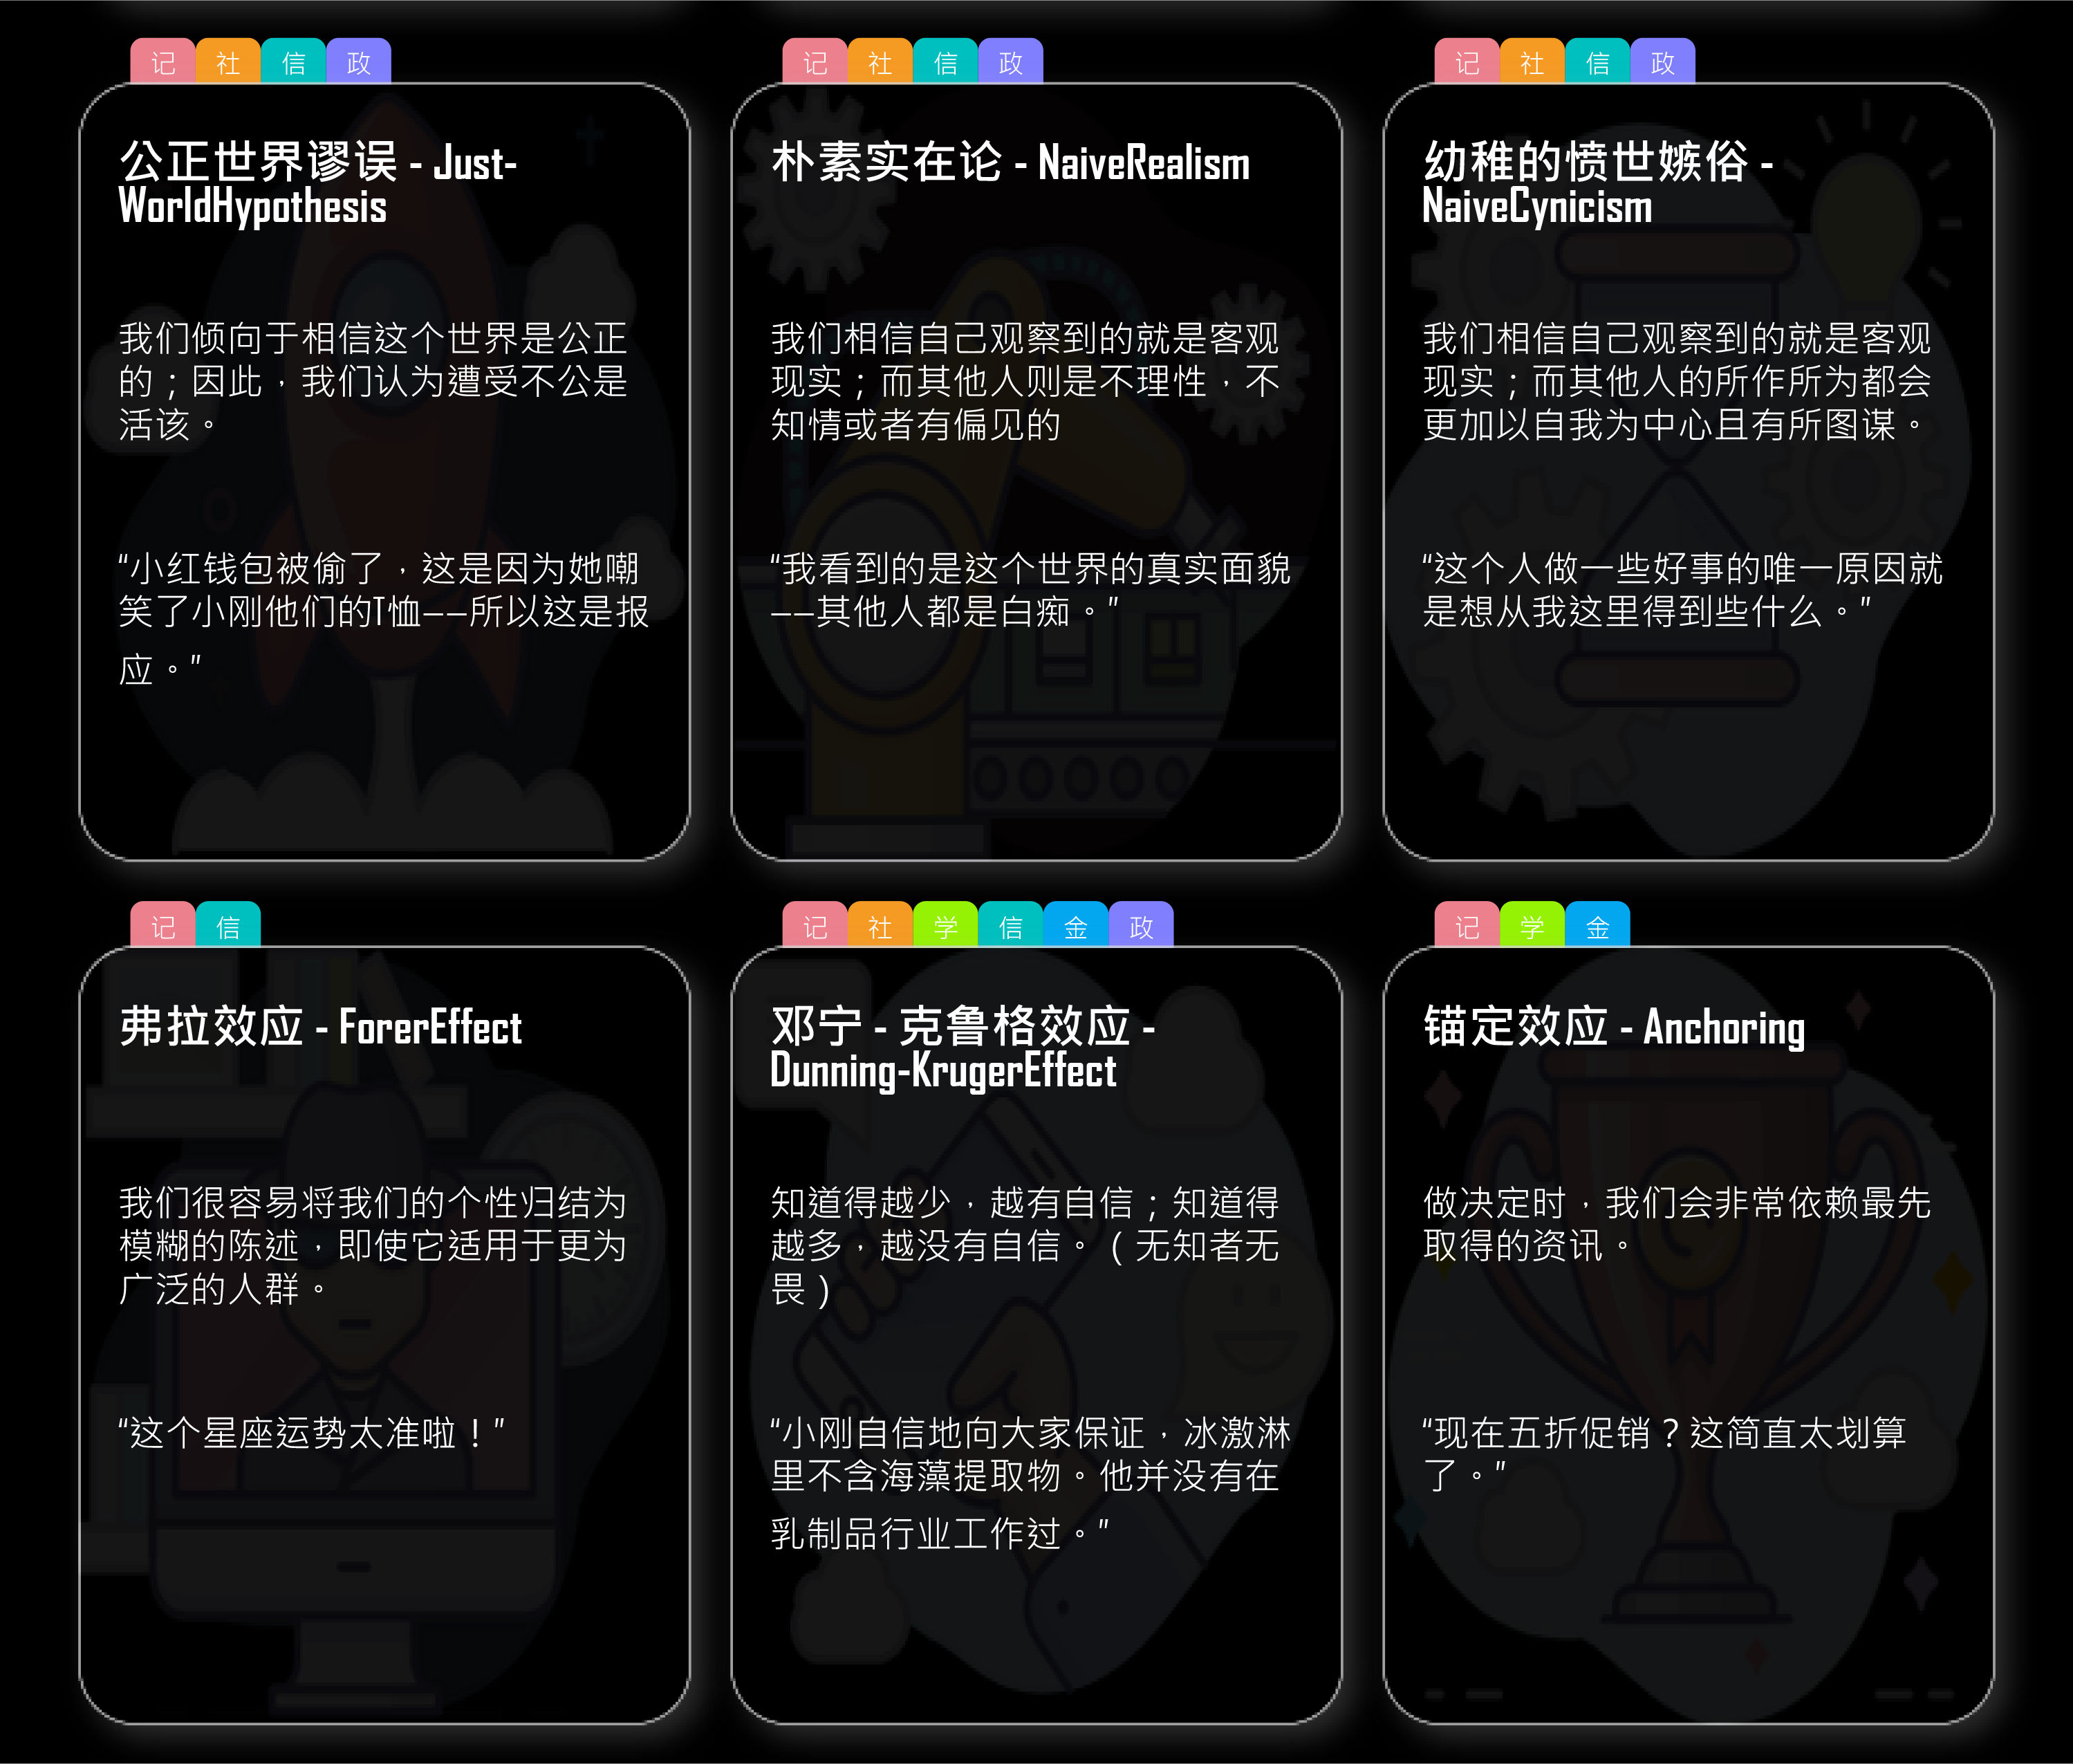 记 社 信 政
公正世界谬误 - Just-
WorldHypothesis
我们倾向于相信这个世界是公正
的；因此，我们认为遭受不公是
活该。
“小红钱包被偷了，这是因为她嘲
笑了小刚他们的T恤——所以这是报
应。”
记 社 信 政
朴素实在论 - NaiveRealism
我们相信自己观察到的就是客观
现实；而其他人则是不理性，不
知情或者有偏见的
“我看到的是这个世界的真实面貌
——其他人都是白痴。”
记 社 信 政
幼稚的愤世嫉俗 -
NaiveCynicism
我们相信自己观察到的就是客观
现实；而其他人的所作所为都会
更加以自我为中心且有所图谋。
“这个人做一些好事的唯一原因就
是想从我这里得到些什么。”
记 信
弗拉效应 - ForerEffect
我们很容易将我们的个性归结为
模糊的陈述，即使它适用于更为
广泛的人群。
“这个星座运势太准啦！”
记 社 学 信 金 政
邓宁 - 克鲁格效应 -
Dunning-KrugerEffect
知道得越少，越有自信；知道得
越多，越没有自信。（无知者无
畏）
“小刚自信地向大家保证，冰激淋
里不含海藻提取物。他并没有在
乳制品行业工作过。”
记 学 金
锚定效应 - Anchoring
做决定时，我们会非常依赖最先
取得的资讯。
“现在五折促销？这简直太划算
了。”